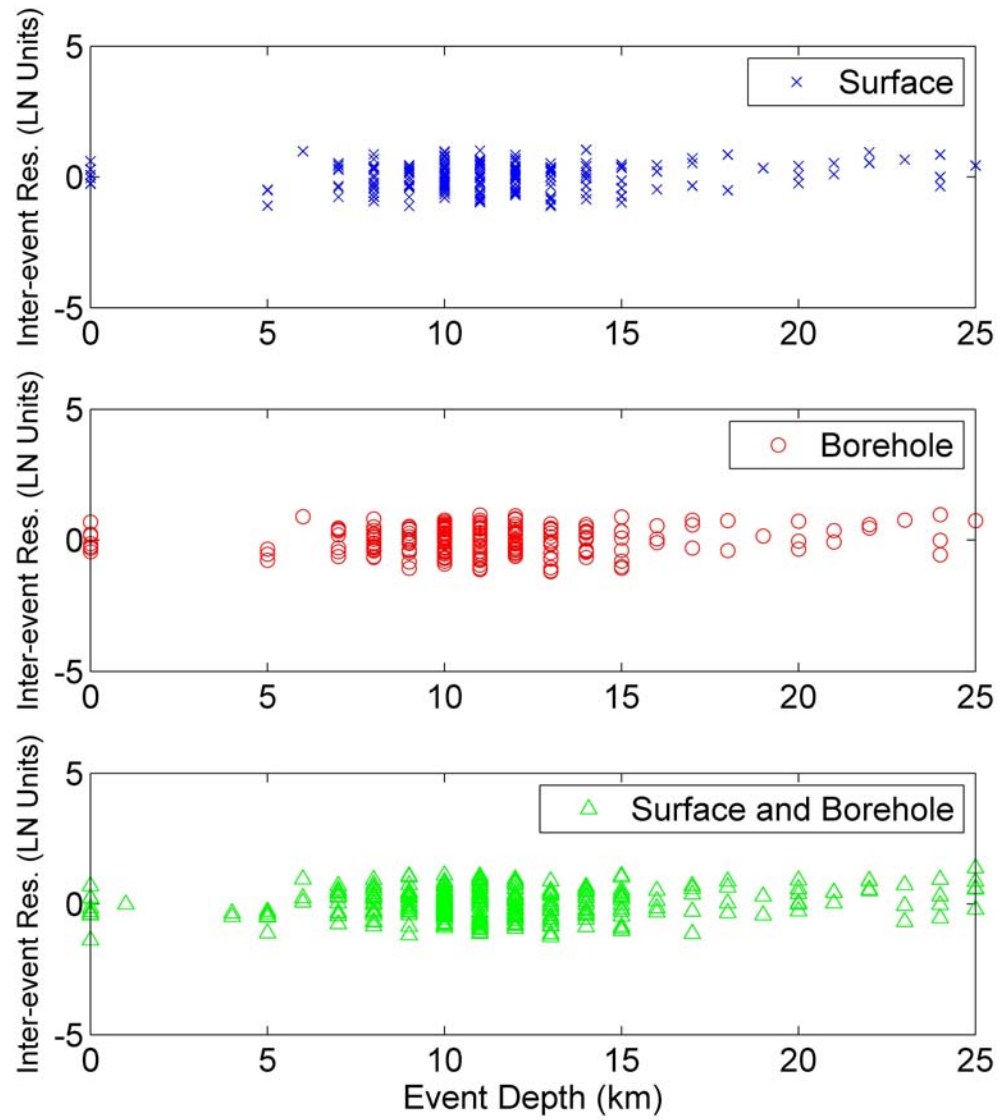 5
Surface
0
-5
0 5 10 15 20 25
Inter-event Res. (LN Units)
5
Borehole
0
-5
0 5 10 15 20 25
Inter-event Res. (LN Units)
5
Surface and Borehole
0
-5
0 5 10 15 20 25
Inter-event Res. (LN Units)
Event Depth (km)